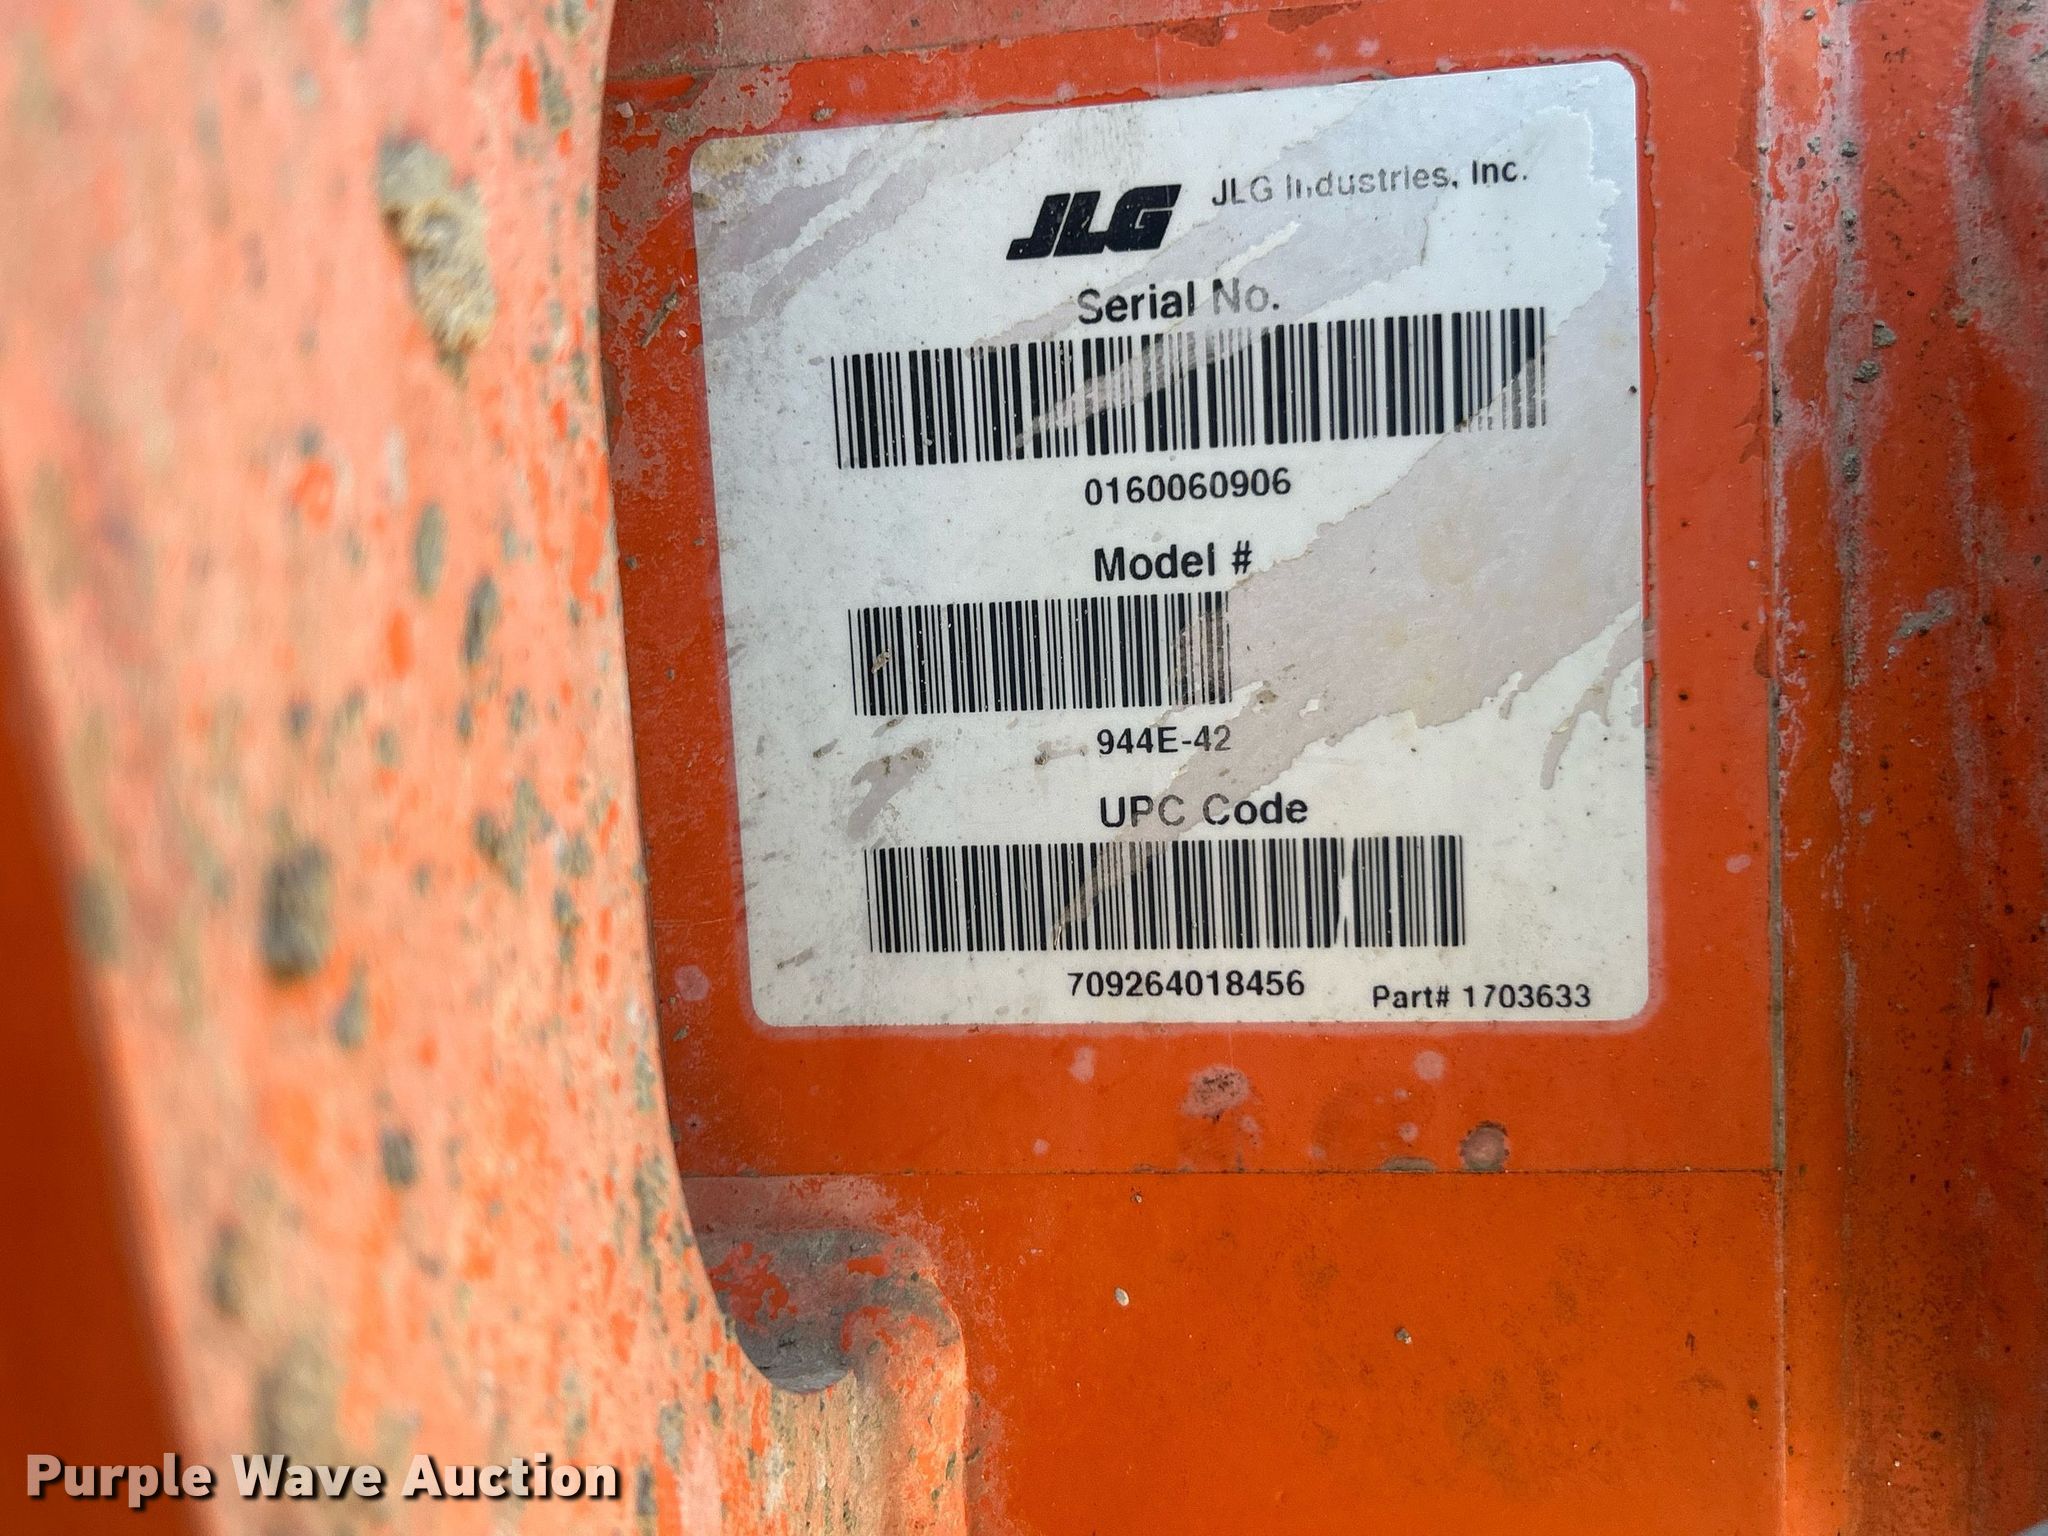 JLG JLG Industries, Inc.
Serial No.
0160060906
Model #
944E-42
UPC Code
709264018456
Part# 1703633
Purple Wave Auction